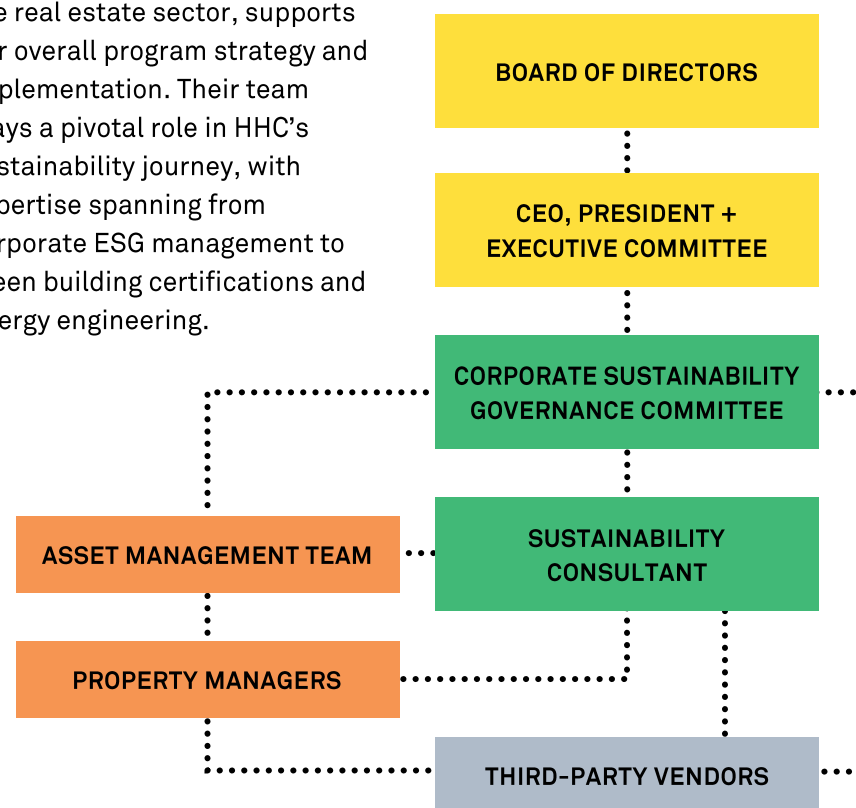 e real estate sector, supports
r overall program strategy and
plementation. Their team
ays a pivotal role in HHC’s
stainability journey, with
pertise spanning from
rporate ESG management to
een building certifications and
ergy engineering.
BOARD OF DIRECTORS
CEO, PRESIDENT +
EXECUTIVE COMMITTEE
CORPORATE SUSTAINABILITY
GOVERNANCE COMMITTEE
ASSET MANAGEMENT TEAM
SUSTAINABILITY
CONSULTANT
PROPERTY MANAGERS
THIRD-PARTY VENDORS